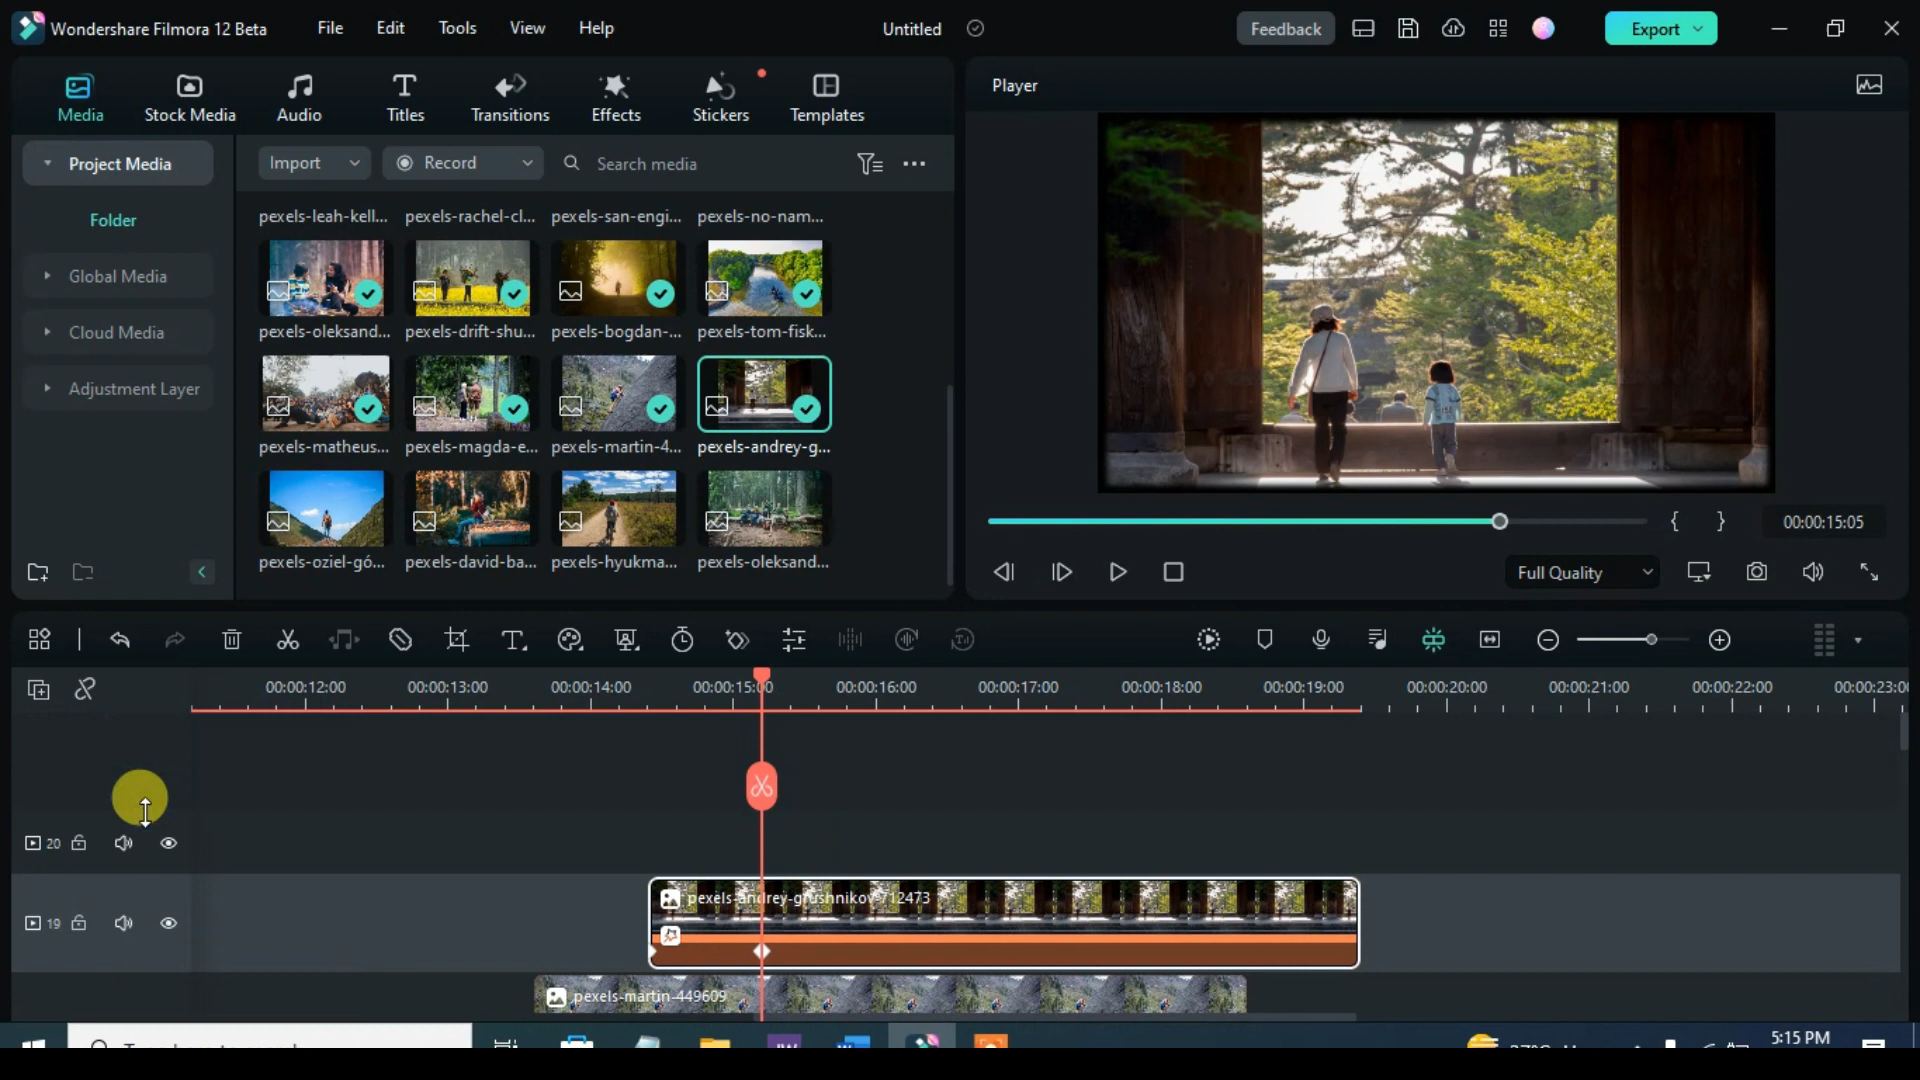 Wondershare Filmora 12 Beta
File
Edit
Tools
View
Help
Untitled
Feedback
Export
Media
Stock Media
Audio
Titles
Transitions
Effects
Stickers
Templates
Player
Project Media
Import
Record
Search media
Folder
Global Media
Cloud Media
Adjustment Layer
pexels-leah-kell...
pexels-rachel-cl...
pexels-san-engi...
pexels-no-nam...
pexels-oleksand...
pexels-drift-shu...
pexels-bogdan-...
pexels-tom-fisk...
pexels-matheus...
pexels-magda-e...
pexels-martin-4...
pexels-andrey-g...
pexels-oziel-gó...
pexels-david-ba...
pexels-hyukma...
pexels-oleksand...
00:00:15:05
Full Quality
00:00:12:00
00:00:13:00
00:00:14:00
00:00:15:00
00:00:16:00
00:00:17:00
00:00:18:00
00:00:19:00
00:00:20:00
00:00:21:00
00:00:22:00
00:00:23:00
20
19
pexels-andrey-grushnikov-712473
pexels-martin-449609
5:15 PM